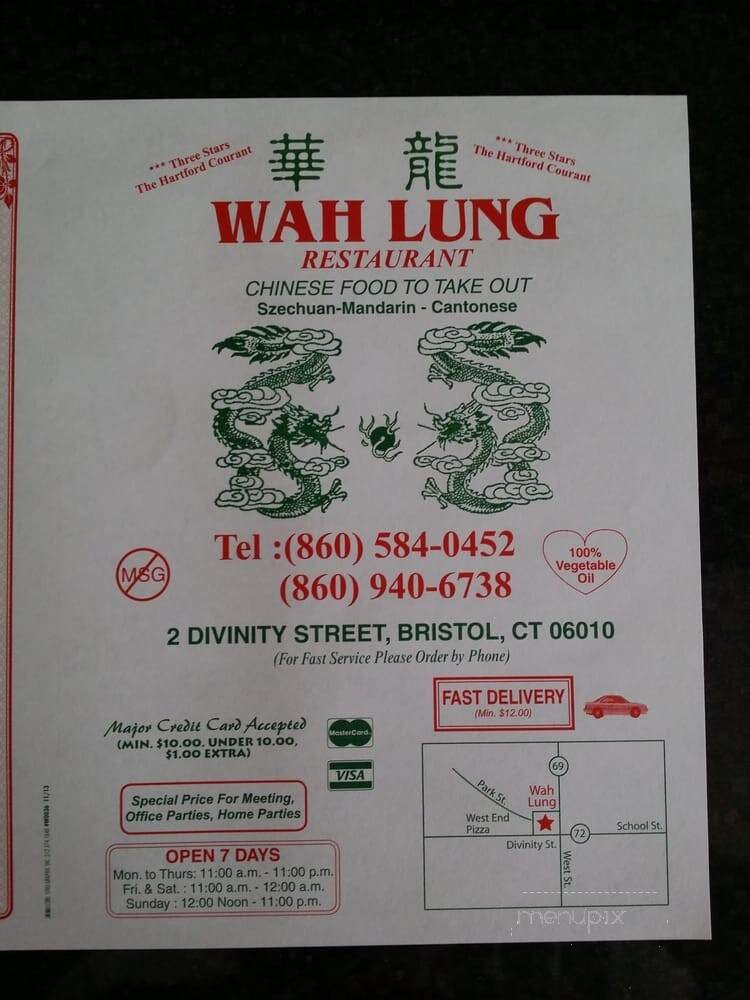 *** Three Stars
The Hartford Courant
華 龍
*** Three Stars
The Hartford Courant
WAH LUNG
RESTAURANT
CHINESE FOOD TO TAKE OUT
Szechuan-Mandarin - Cantonese
Tel :(860) 584-0452
(860) 940-6738
MSG
100%
Vegetable
Oil
2 DIVINITY STREET, BRISTOL, CT 06010
(For Fast Service Please Order by Phone)
FAST DELIVERY
(Min. $12.00)
Major Credit Card Accepted
(MIN. $10.00. UNDER 10.00,
$1.00 EXTRA)
MasterCard
VISA
Special Price For Meeting,
Office Parties, Home Parties
OPEN 7 DAYS
Mon. to Thurs: 11:00 a.m. - 11:00 p.m.
Fri. & Sat. : 11:00 a.m. - 12:00 a.m.
Sunday : 12:00 Noon - 11:00 p.m.
69
Park St.
Wah
Lung
West End
Pizza
72
School St.
Divinity St.
West St.
menupix